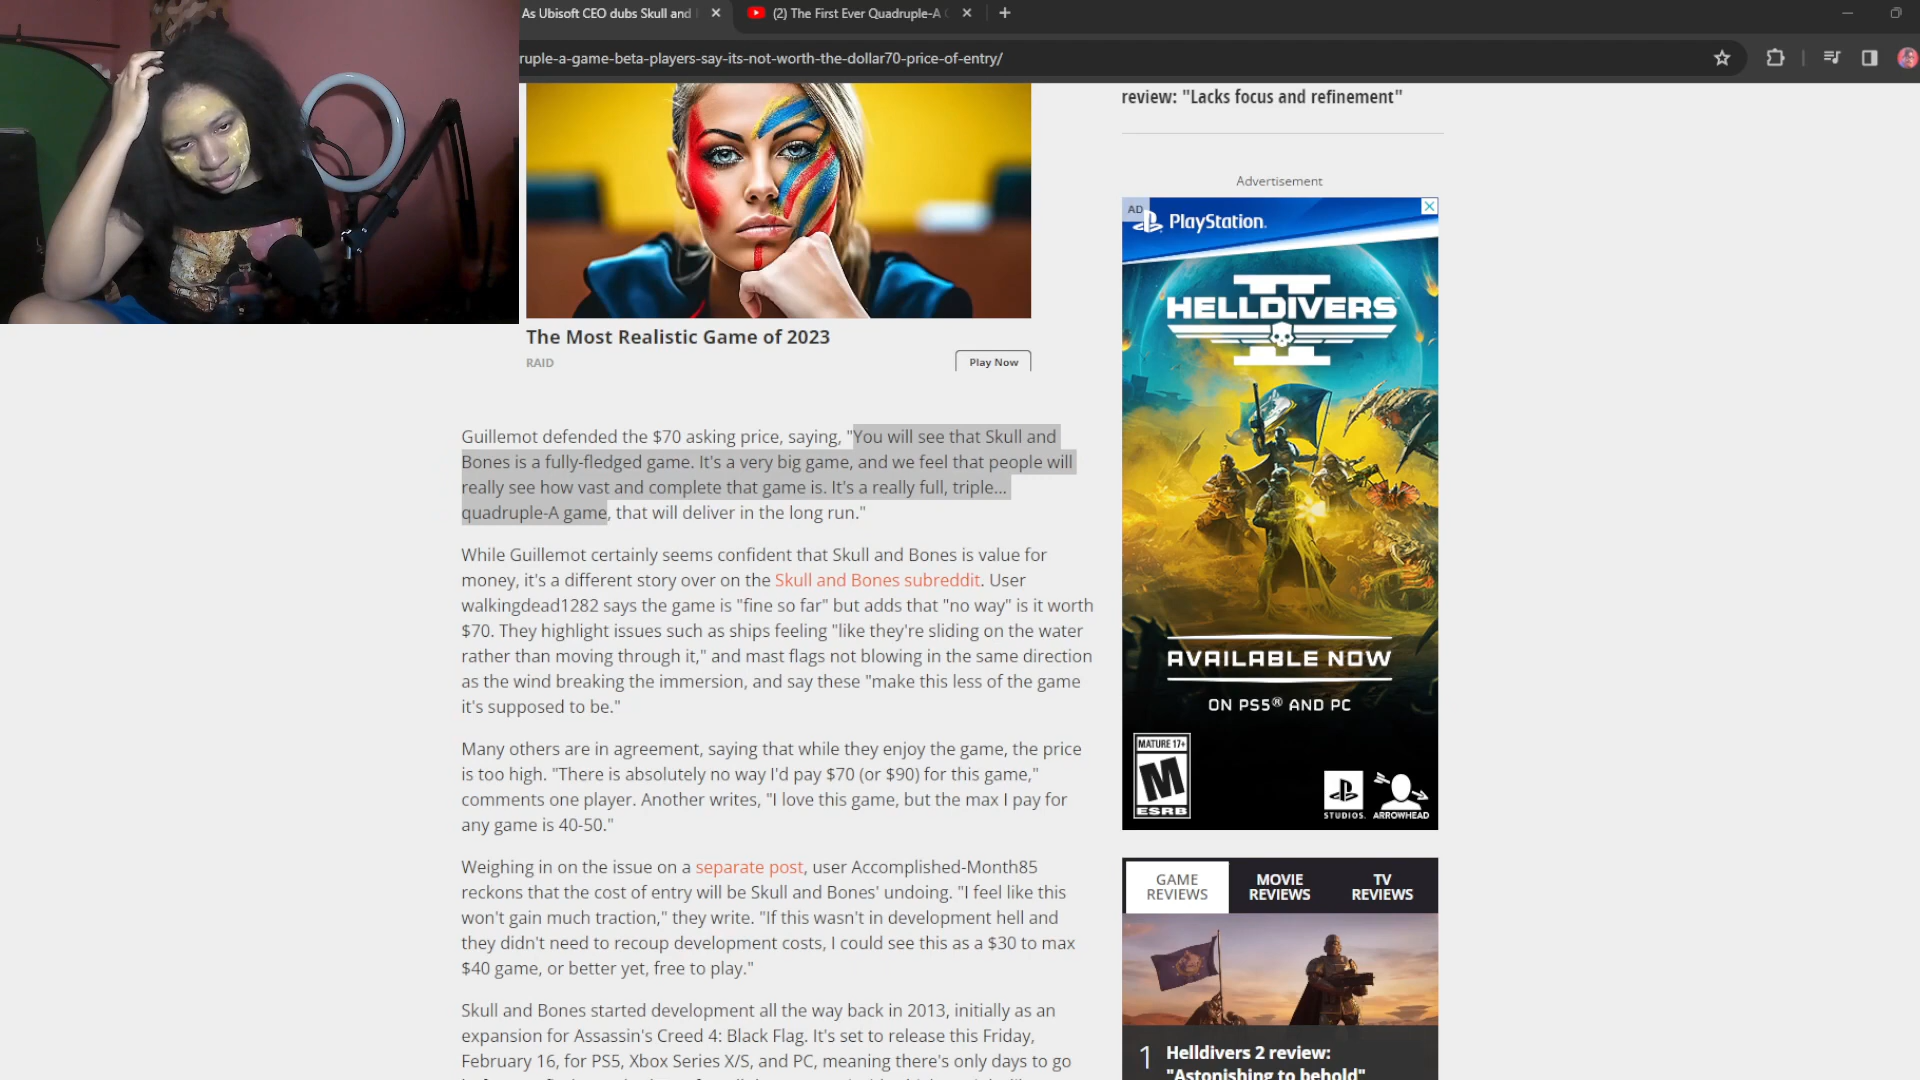 As Ubisoft CEO dubs Skull and
(2) The First Ever Quadruple-A
ruple-a-game-beta-players-say-its-not-worth-the-dollar70-price-of-entry/
The Most Realistic Game of 2023
RAID
Play Now
Guillemot defended the $70 asking price, saying, "You will see that Skull and
Bones is a fully-fledged game. It's a very big game, and we feel that people will
really see how vast and complete that game is. It's a really full, triple...
quadruple-A game, that will deliver in the long run."
While Guillemot certainly seems confident that Skull and Bones is value for
money, it's a different story over on the Skull and Bones subreddit. User
walkingdead1282 says the game is "fine so far" but adds that "no way" is it worth
$70. They highlight issues such as ships feeling "like they're sliding on the water
rather than moving through it," and mast flags not blowing in the same direction
as the wind breaking the immersion, and say these "make this less of the game
it's supposed to be."
Many others are in agreement, saying that while they enjoy the game, the price
is too high. "There is absolutely no way I'd pay $70 (or $90) for this game,"
comments one player. Another writes, "I love this game, but the max I pay for
any game is 40-50."
Weighing in on the issue on a separate post, user Accomplished-Month85
reckons that the cost of entry will be Skull and Bones' undoing. "I feel like this
won't gain much traction," they write. "If this wasn't in development hell and
they didn't need to recoup development costs, I could see this as a $30 to max
$40 game, or better yet, free to play."
Skull and Bones started development all the way back in 2013, initially as an
expansion for Assassin's Creed 4: Black Flag. It's set to release this Friday,
February 16, for PS5, Xbox Series X/S, and PC, meaning there's only days to go
review: "Lacks focus and refinement"
Advertisement
AD
PlayStation.
HELLDIVERS
II
AVAILABLE NOW
ON PS5® AND PC
MATURE 17+
M
ESRB
STUDIOS.
ARROWHEAD
GAME
REVIEWS
MOVIE
REVIEWS
TV
REVIEWS
1
Helldivers 2 review:
"Astonishing to behold"